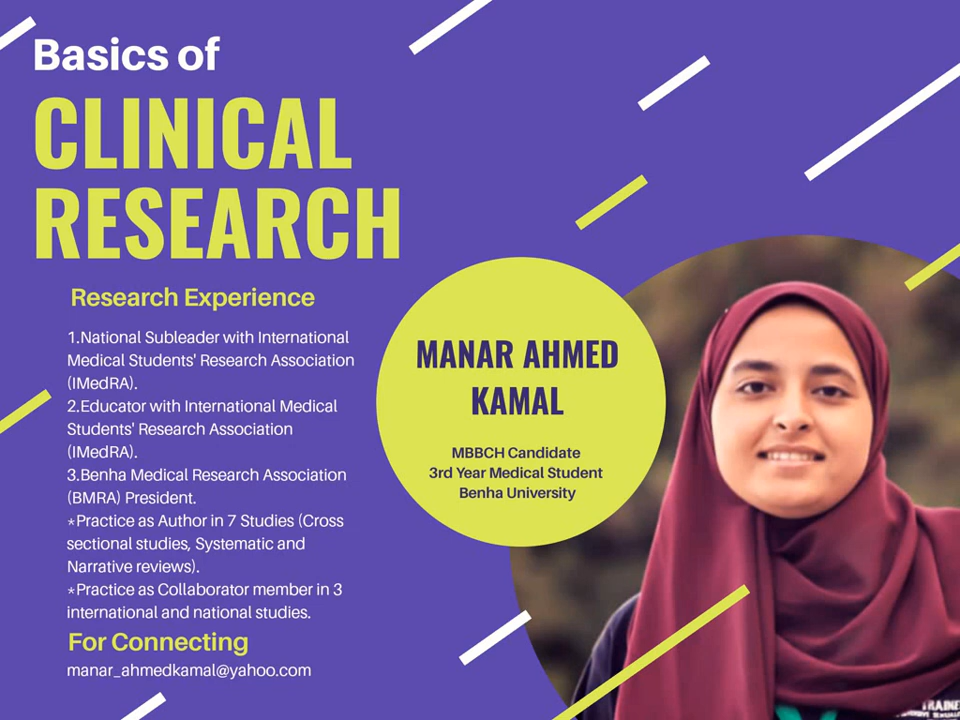 Basics of
CLINICAL
RESEARCH
Research Experience
1.National Subleader with International
Medical Students' Research Association
(IMedRA).
2.Educator with International Medical
Students' Research Association
(IMedRA).
3.Benha Medical Research Association
(BMRA) President.
*Practice as Author in 7 Studies (Cross
sectional studies, Systematic and
Narrative reviews).
*Practice as Collaborator member in 3
international and national studies.
For Connecting
manar_ahmedkamal@yahoo.com
MANAR AHMED
KAMAL
MBBCH Candidate
3rd Year Medical Student
Benha University